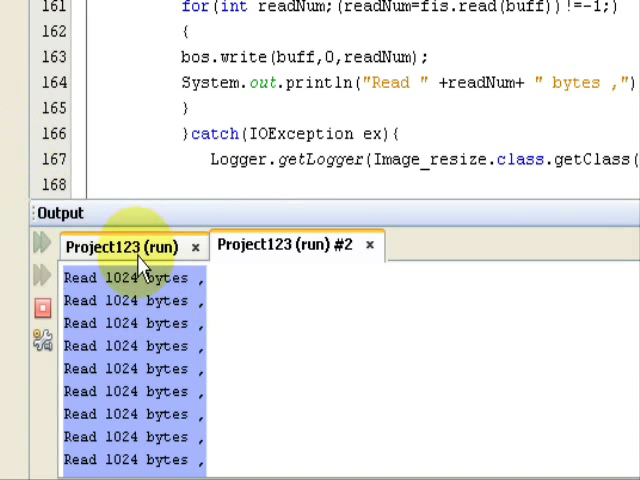 161 for(int readNum;(readNum=fis.read(buff))!=-1;)
162 {
163 bos.write(buff,0,readNum);
164 System.out.println("Read " +readNum+ " bytes ,")
165 }
166 }catch(IOException ex){
167 Logger.getLogger(Image_resize.class.getClass(
168
Output
Project123 (run) × Project123 (run) #2 ×
Read 1024 bytes ,
Read 1024 bytes ,
Read 1024 bytes ,
Read 1024 bytes ,
Read 1024 bytes ,
Read 1024 bytes ,
Read 1024 bytes ,
Read 1024 bytes ,
Read 1024 bytes ,